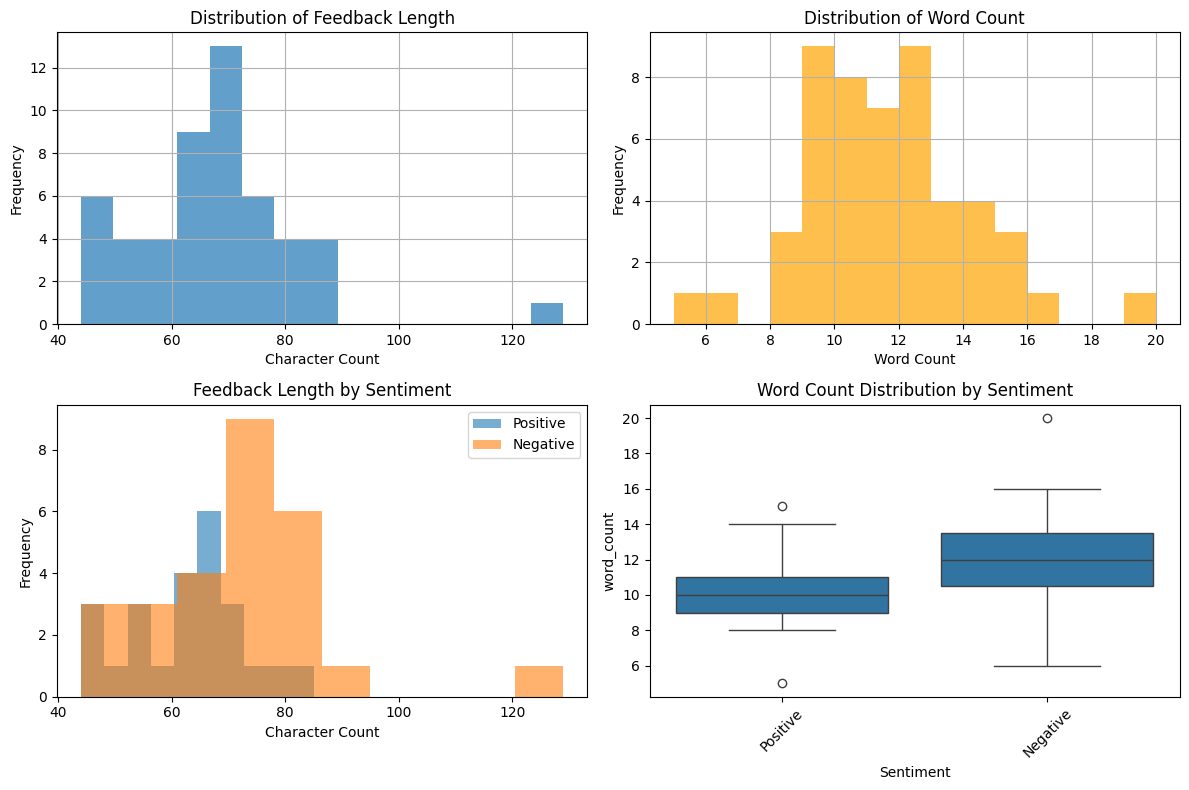 Distribution of Feedback Length
Frequency
12
10
8
6
4
2
0
40 60 80 100 120
Character Count
Distribution of Word Count
Frequency
8
6
4
2
0
6 8 10 12 14 16 18 20
Word Count
Feedback Length by Sentiment
Positive
Negative
Frequency
8
6
4
2
0
40 60 80 100 120
Character Count
Word Count Distribution by Sentiment
word_count
20
18
16
14
12
10
8
6
Positive Negative
Sentiment